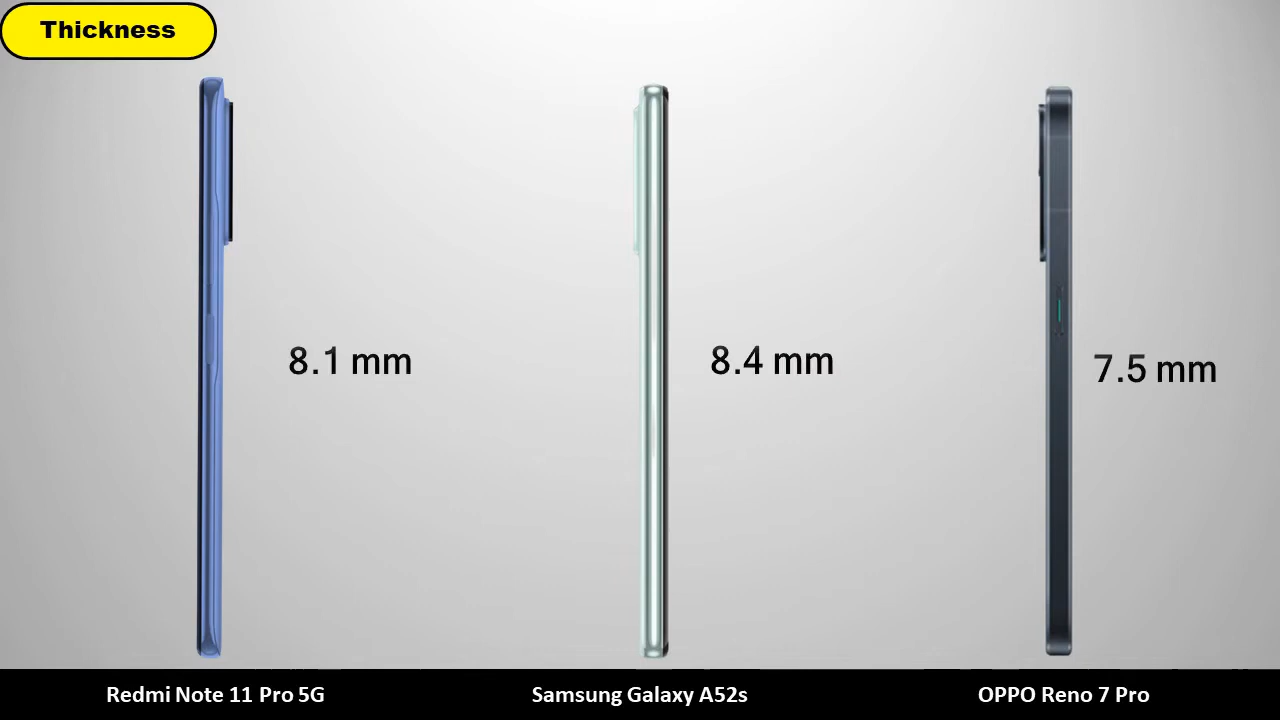 Thickness
8.1 mm
8.4 mm
7.5 mm
Redmi Note 11 Pro 5G
Samsung Galaxy A52s
OPPO Reno 7 Pro